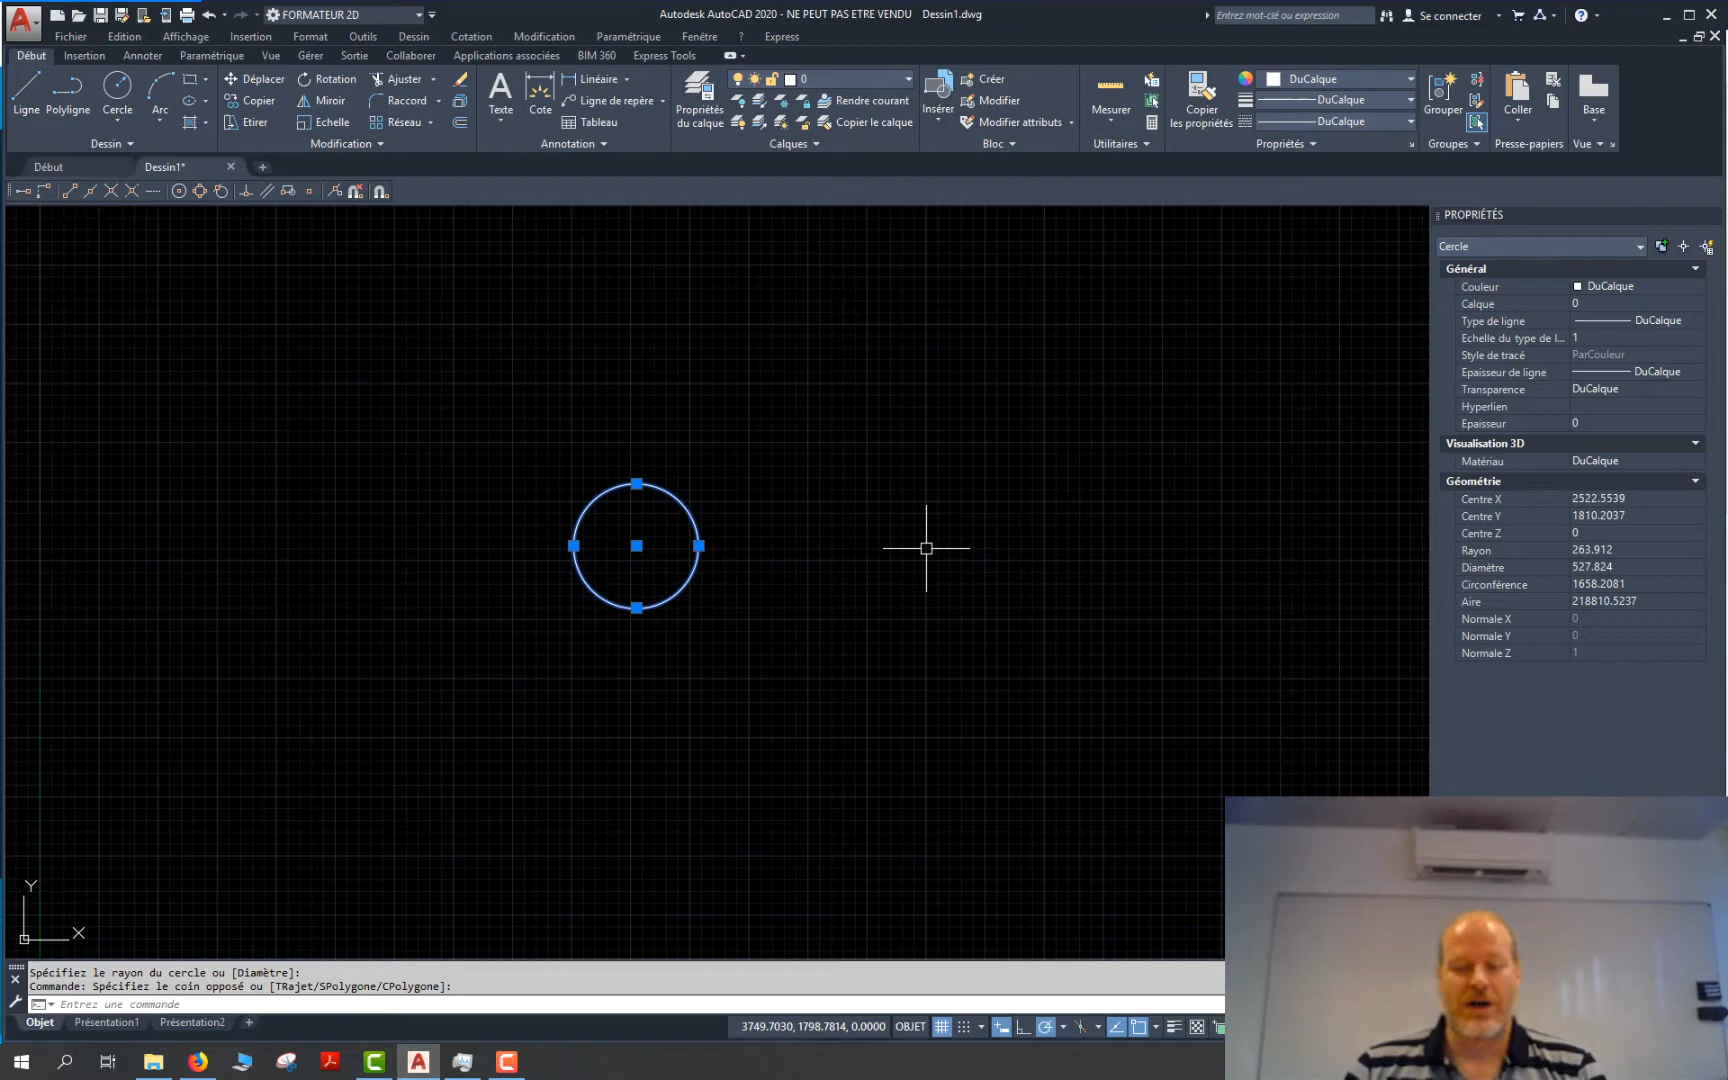 FORMATEUR 2D
Autodesk AutoCAD 2020 - NE PEUT PAS ETRE VENDU Dessin1.dwg
Entrez mot-clé ou expression
Se connecter
Fichier Edition Affichage Insertion Format Outils Dessin Cotation Modification Paramétrique Fenêtre ? Express
Début Insertion Annoter Paramétrique Vue Gérer Sortie Collaborer Applications associées BIM 360 Express Tools
Ligne Polyligne Cercle Arc
Déplacer Rotation Ajuster
Copier Miroir Raccord
Etirer Echelle Réseau
Texte Cote
Linéaire
Ligne de repère
Tableau
Propriétés du calque
0
Rendre courant
Copier le calque
Insérer
Créer
Modifier
Modifier attributs
Mesurer
Copier les propriétés
DuCalque
DuCalque
DuCalque
Grouper
Coller
Base
Dessin Modification Annotation Calques Bloc Utilitaires Propriétés Groupes Presse-papiers Vue
Début Dessin1*
PROPRIÉTÉS
Cercle
Général
Couleur DuCalque
Calque 0
Type de ligne DuCalque
Echelle du type de l... 1
Style de tracé ParCouleur
Epaisseur de ligne DuCalque
Transparence DuCalque
Hyperlien
Epaisseur 0
Visualisation 3D
Matériau DuCalque
Géométrie
Centre X 2522.5539
Centre Y 1810.2037
Centre Z 0
Rayon 263.912
Diamètre 527.824
Circonférence 1658.2081
Aire 218810.5237
Normale X 0
Normale Y 0
Normale Z 1
Y
X
Spécifiez le rayon du cercle ou [Diamètre]:
Commande: Spécifiez le coin opposé ou [TRajet/SPolygone/CPolygone]:
Entrez une commande
Objet Présentation1 Présentation2
3749.7030, 1798.7814, 0.0000 OBJET